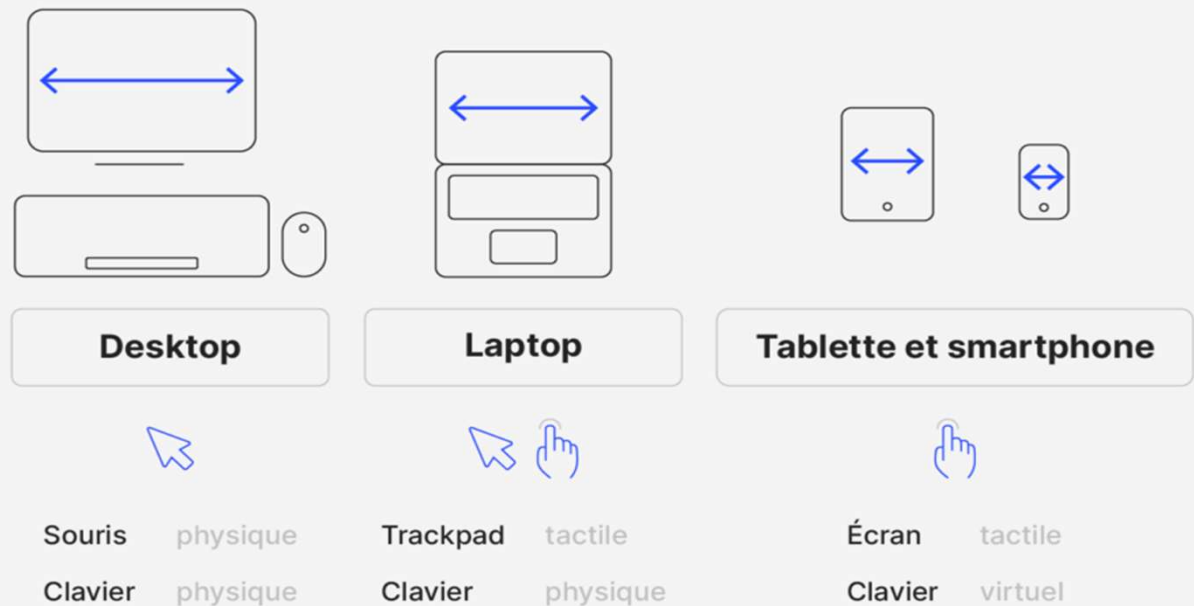 Desktop
Laptop
Tablette et smartphone
Souris physique
Trackpad tactile
Écran tactile
Clavier physique
Clavier physique
Clavier virtuel